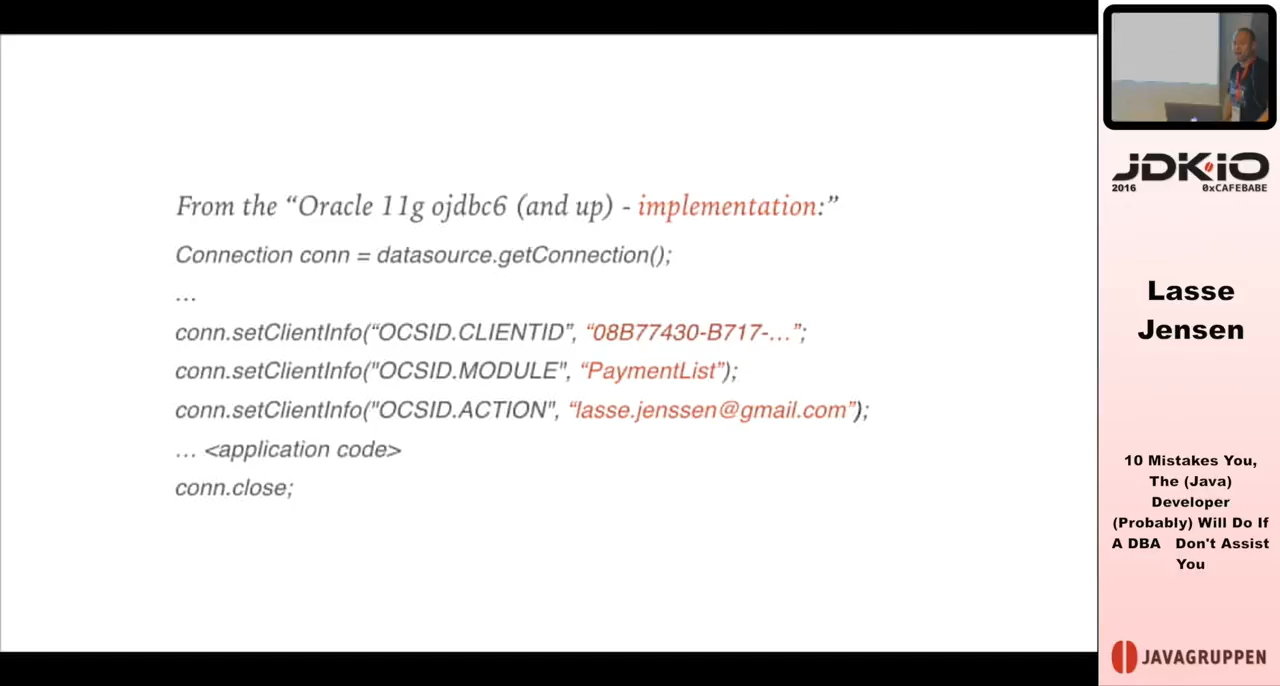 From the “Oracle 11g ojdbc6 (and up) - implementation:”
Connection conn = datasource.getConnection();
...
conn.setClientInfo(“OCSID.CLIENTID”, “08B77430-B717-...”;
conn.setClientInfo("OCSID.MODULE", “PaymentList”);
conn.setClientInfo("OCSID.ACTION", “lasse.jenssen@gmail.com”);
... <application code>
conn.close;
JDK.IO
2016 0xCAFEBABE
Lasse
Jensen
10 Mistakes You,
The (Java)
Developer
(Probably) Will Do If
A DBA Don't Assist
You
JAVAGRUPPEN